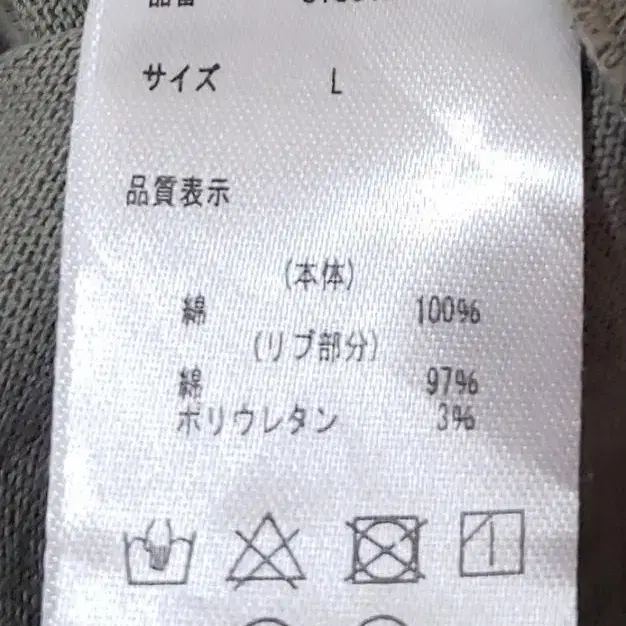 サイズ L
品質表示
(本体)
綿 100%
(リブ部分)
綿 97%
ポリウレタン 3%